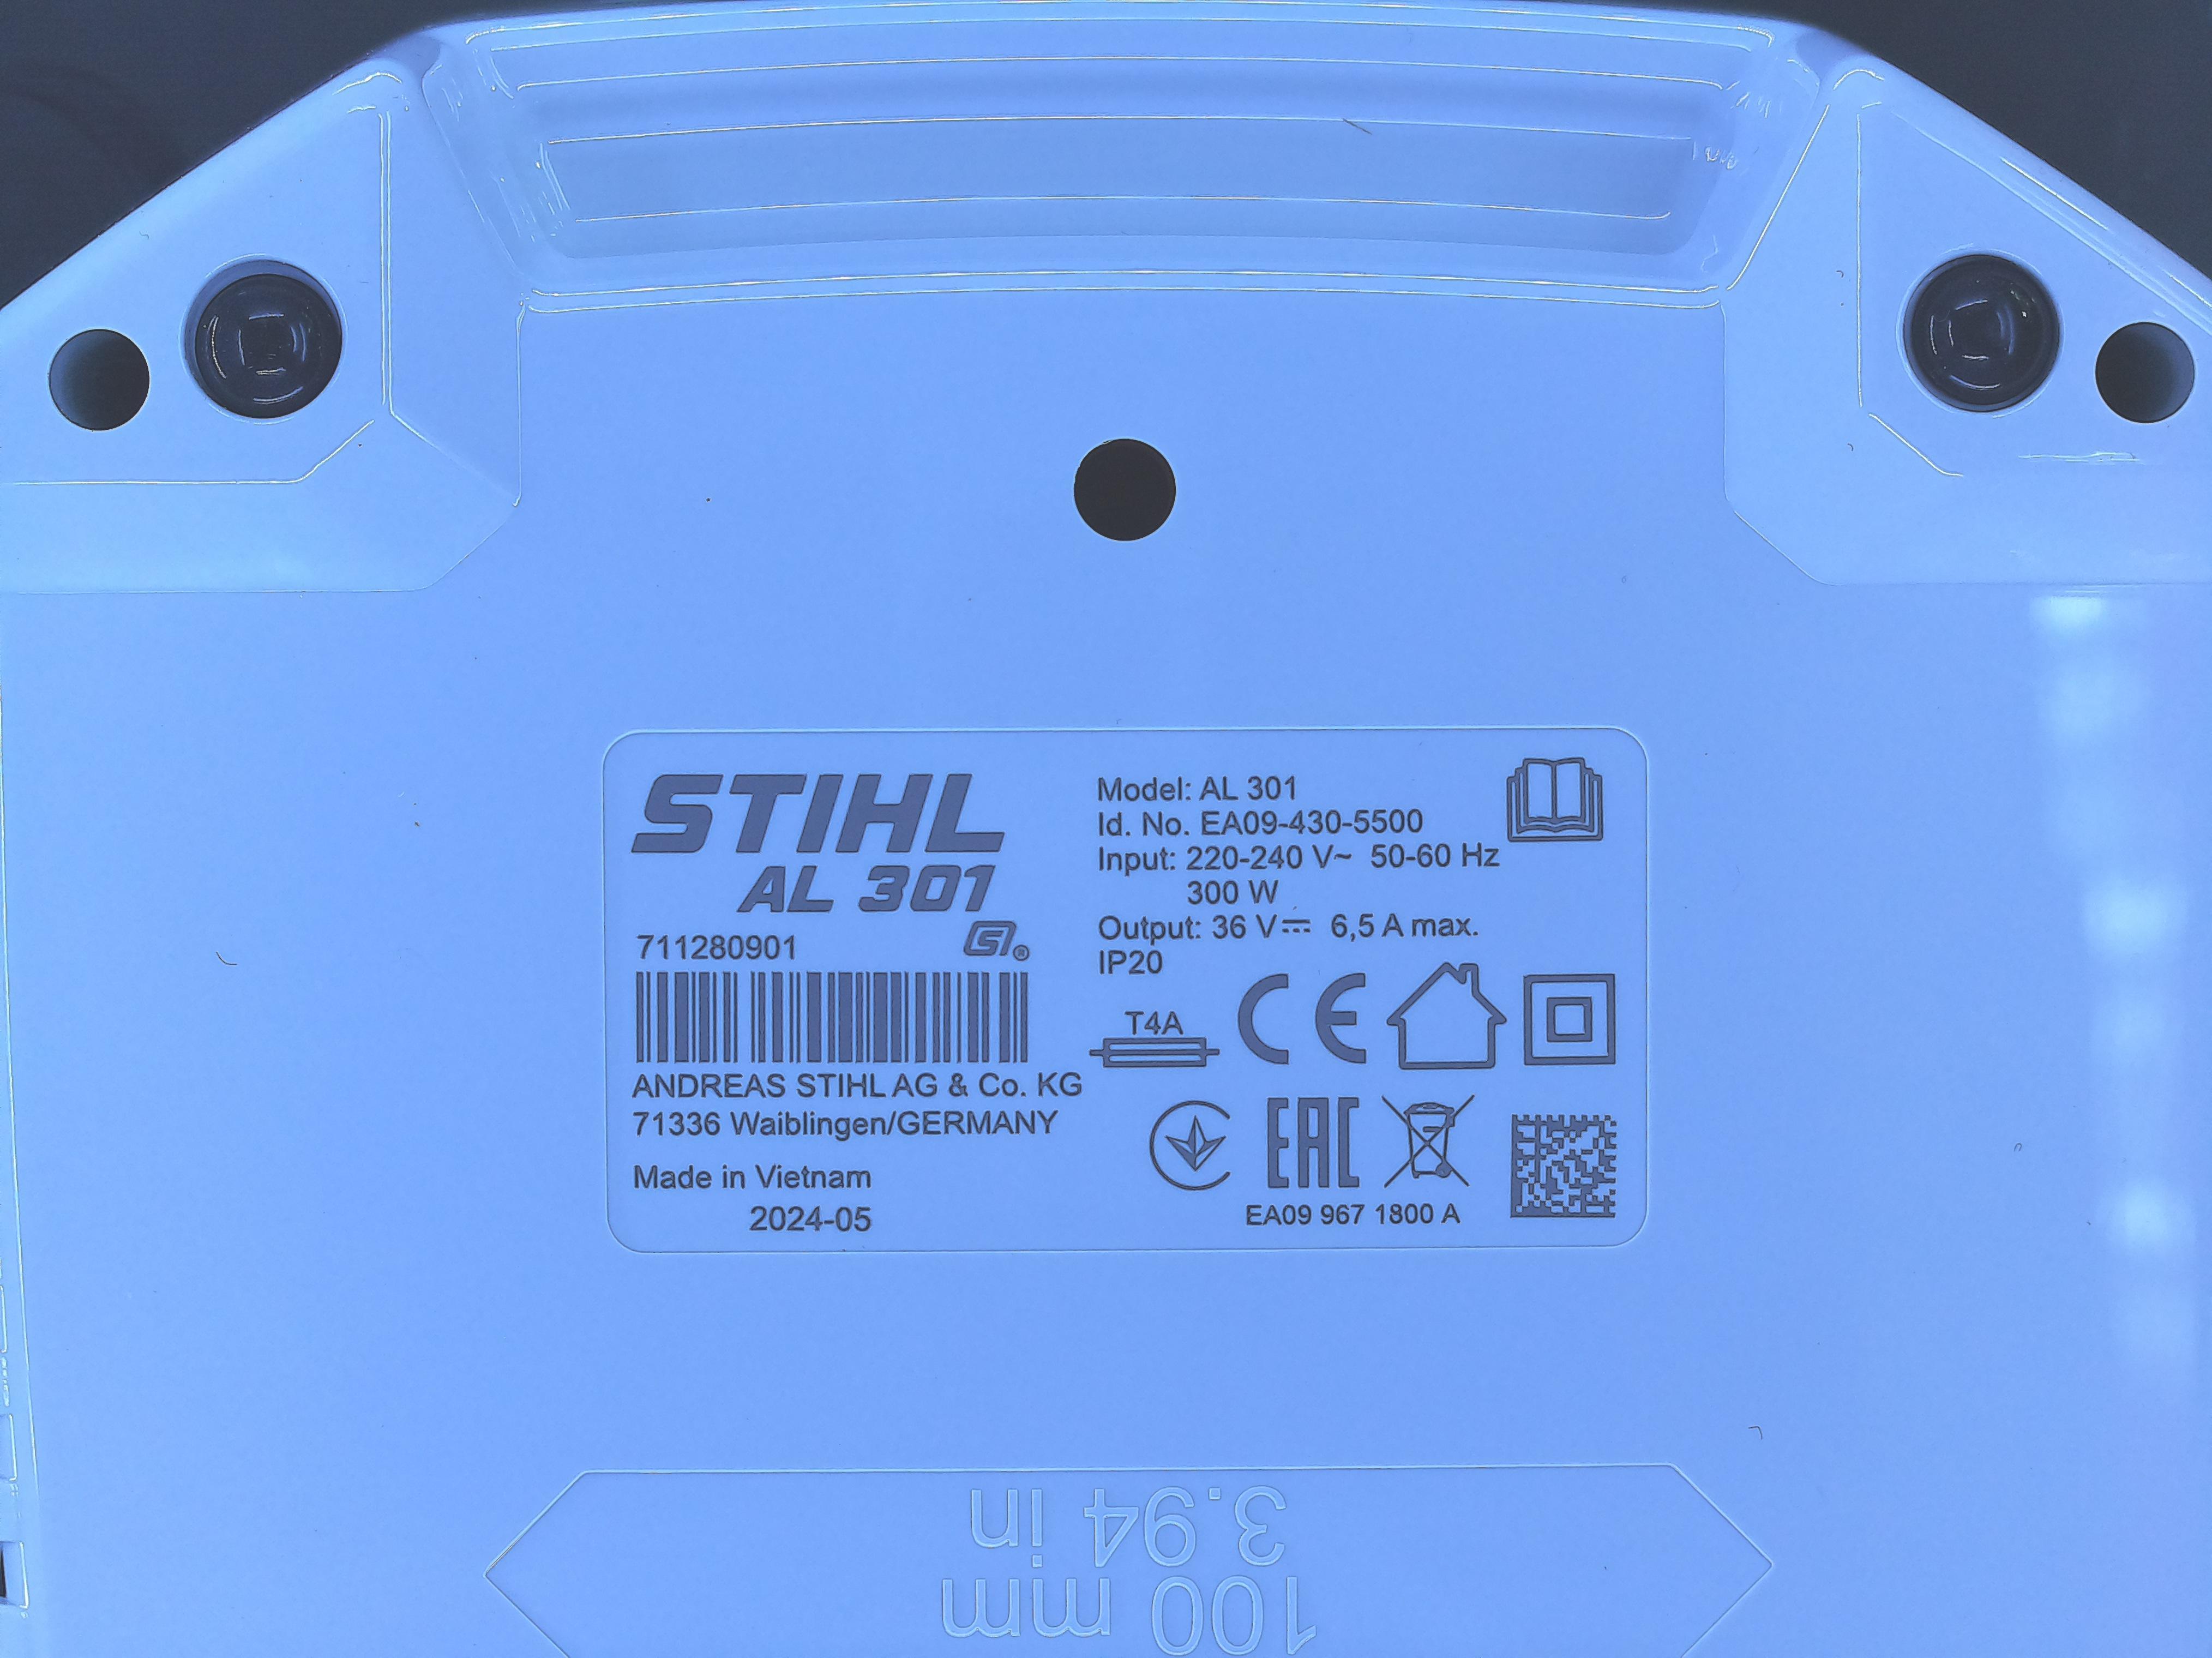 STIHL
AL 301
711280901
ANDREAS STIHL AG & Co. KG
71336 Waiblingen/GERMANY
Made in Vietnam
2024-05
Model: AL 301
Id. No. EA09-430-5500
Input: 220-240 V~ 50-60 Hz
300 W
Output: 36 V⎓ 6,5 A max.
IP20
T4A
CE
EAC
EA09 967 1800 A
100 mm
3.94 in